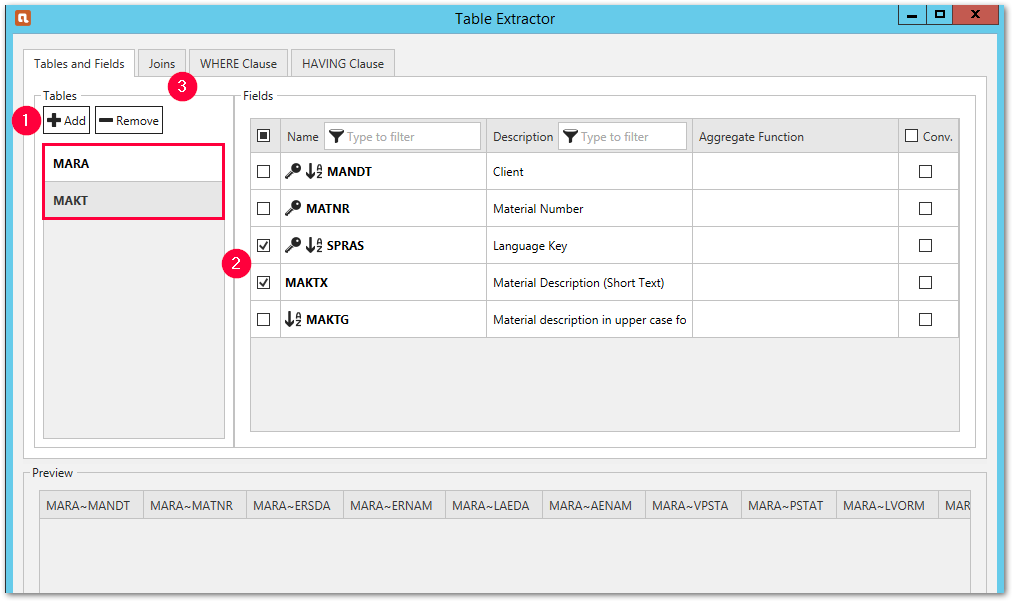 Table Extractor
Tables and Fields Joins WHERE Clause HAVING Clause
3
Tables
1 Add Remove
MARA
MAKT
Fields
Name Type to filter Description Type to filter Aggregate Function Conv.
MANDT Client
MATNR Material Number
SPRAS Language Key
2
MAKTX Material Description (Short Text)
MAKTG Material description in upper case fo
Preview
MARA~MANDT MARA~MATNR MARA~ERSDA MARA~ERNAM MARA~LAEDA MARA~AENAM MARA~VPSTA MARA~PSTAT MARA~LVORM MAR